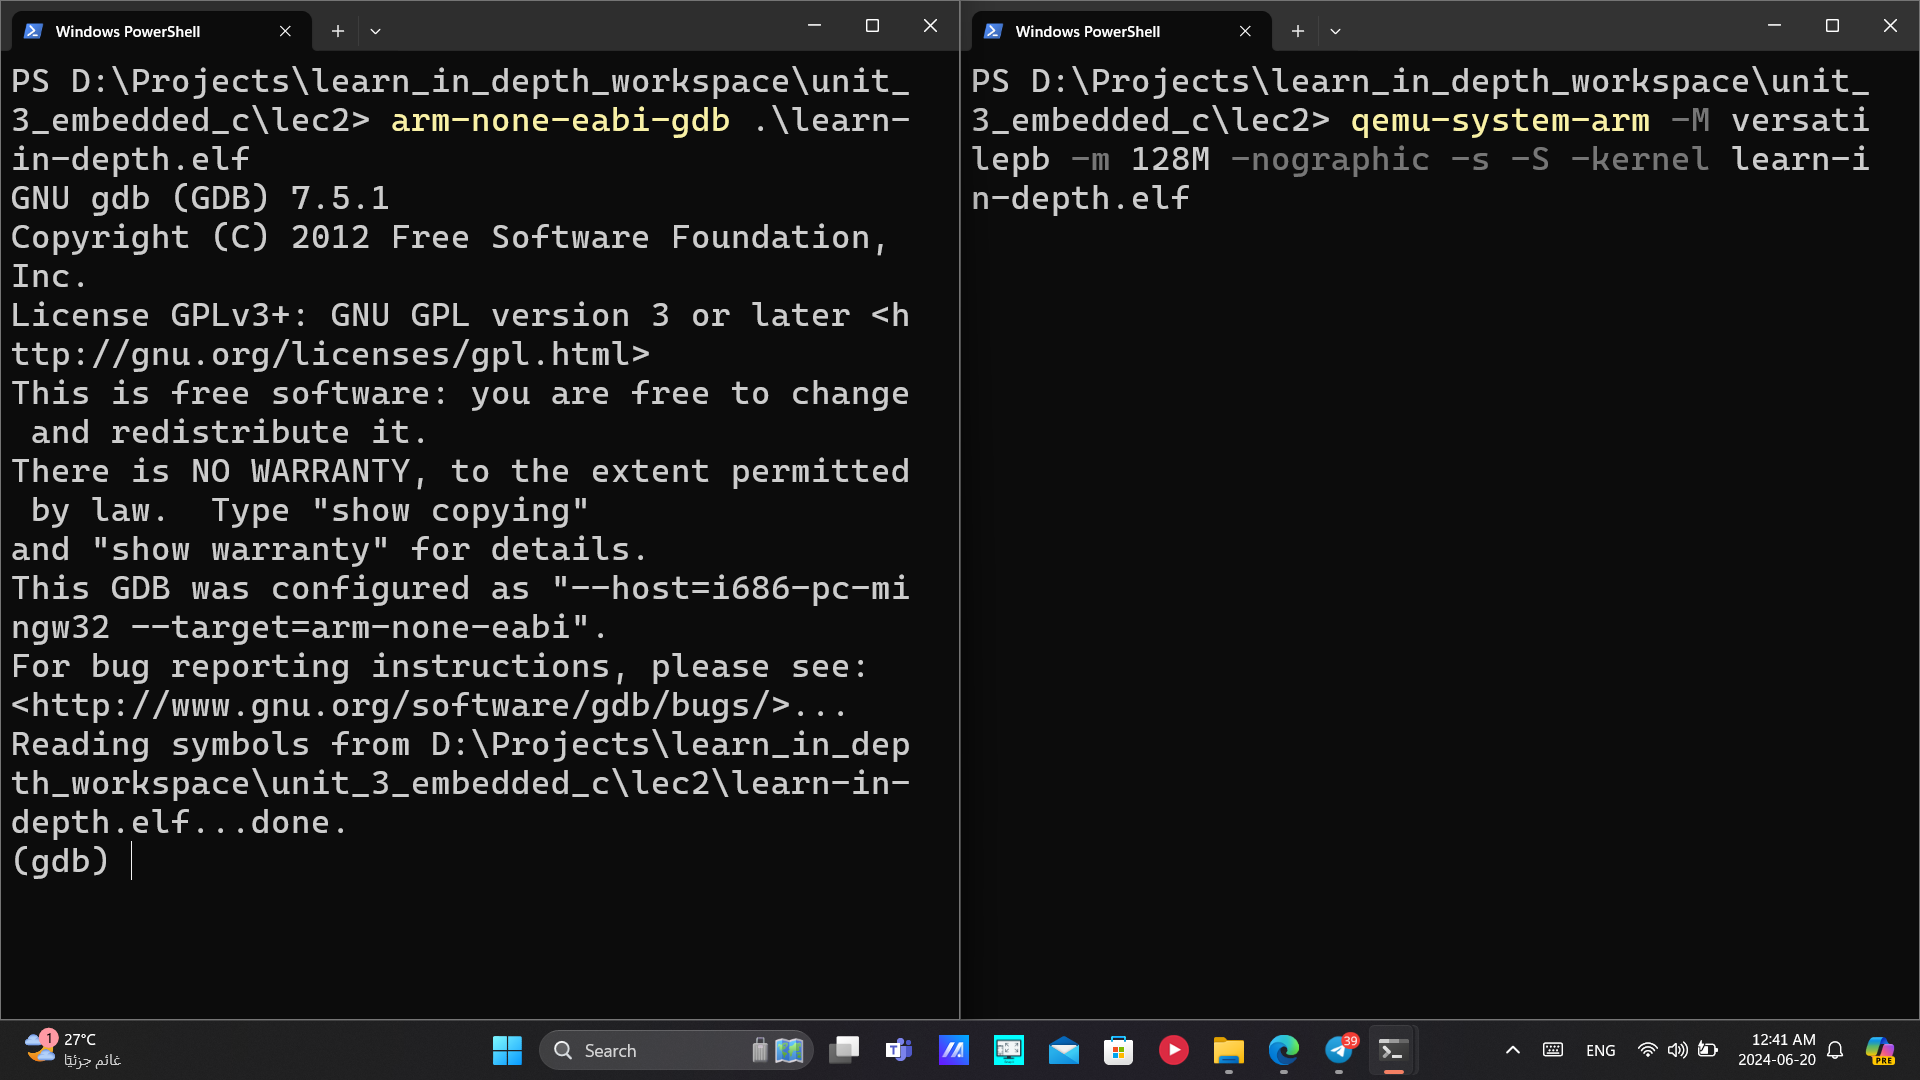 Windows PowerShell
PS D:\Projects\learn_in_depth_workspace\unit_
3_embedded_c\lec2> arm-none-eabi-gdb .\learn-
in-depth.elf
GNU gdb (GDB) 7.5.1
Copyright (C) 2012 Free Software Foundation,
Inc.
License GPLv3+: GNU GPL version 3 or later <h
ttp://gnu.org/licenses/gpl.html>
This is free software: you are free to change
 and redistribute it.
There is NO WARRANTY, to the extent permitted
 by law.  Type "show copying"
and "show warranty" for details.
This GDB was configured as "--host=i686-pc-mi
ngw32 --target=arm-none-eabi".
For bug reporting instructions, please see:
<http://www.gnu.org/software/gdb/bugs/>...
Reading symbols from D:\Projects\learn_in_dep
th_workspace\unit_3_embedded_c\lec2\learn-in-
depth.elf...done.
(gdb)
Windows PowerShell
PS D:\Projects\learn_in_depth_workspace\unit_
3_embedded_c\lec2> qemu-system-arm -M versati
lepb -m 128M -nographic -s -S -kernel learn-i
n-depth.elf
1
27°C
غائم جزئيًا
Search
39
ENG
12:41 AM
2024-06-20
PRE